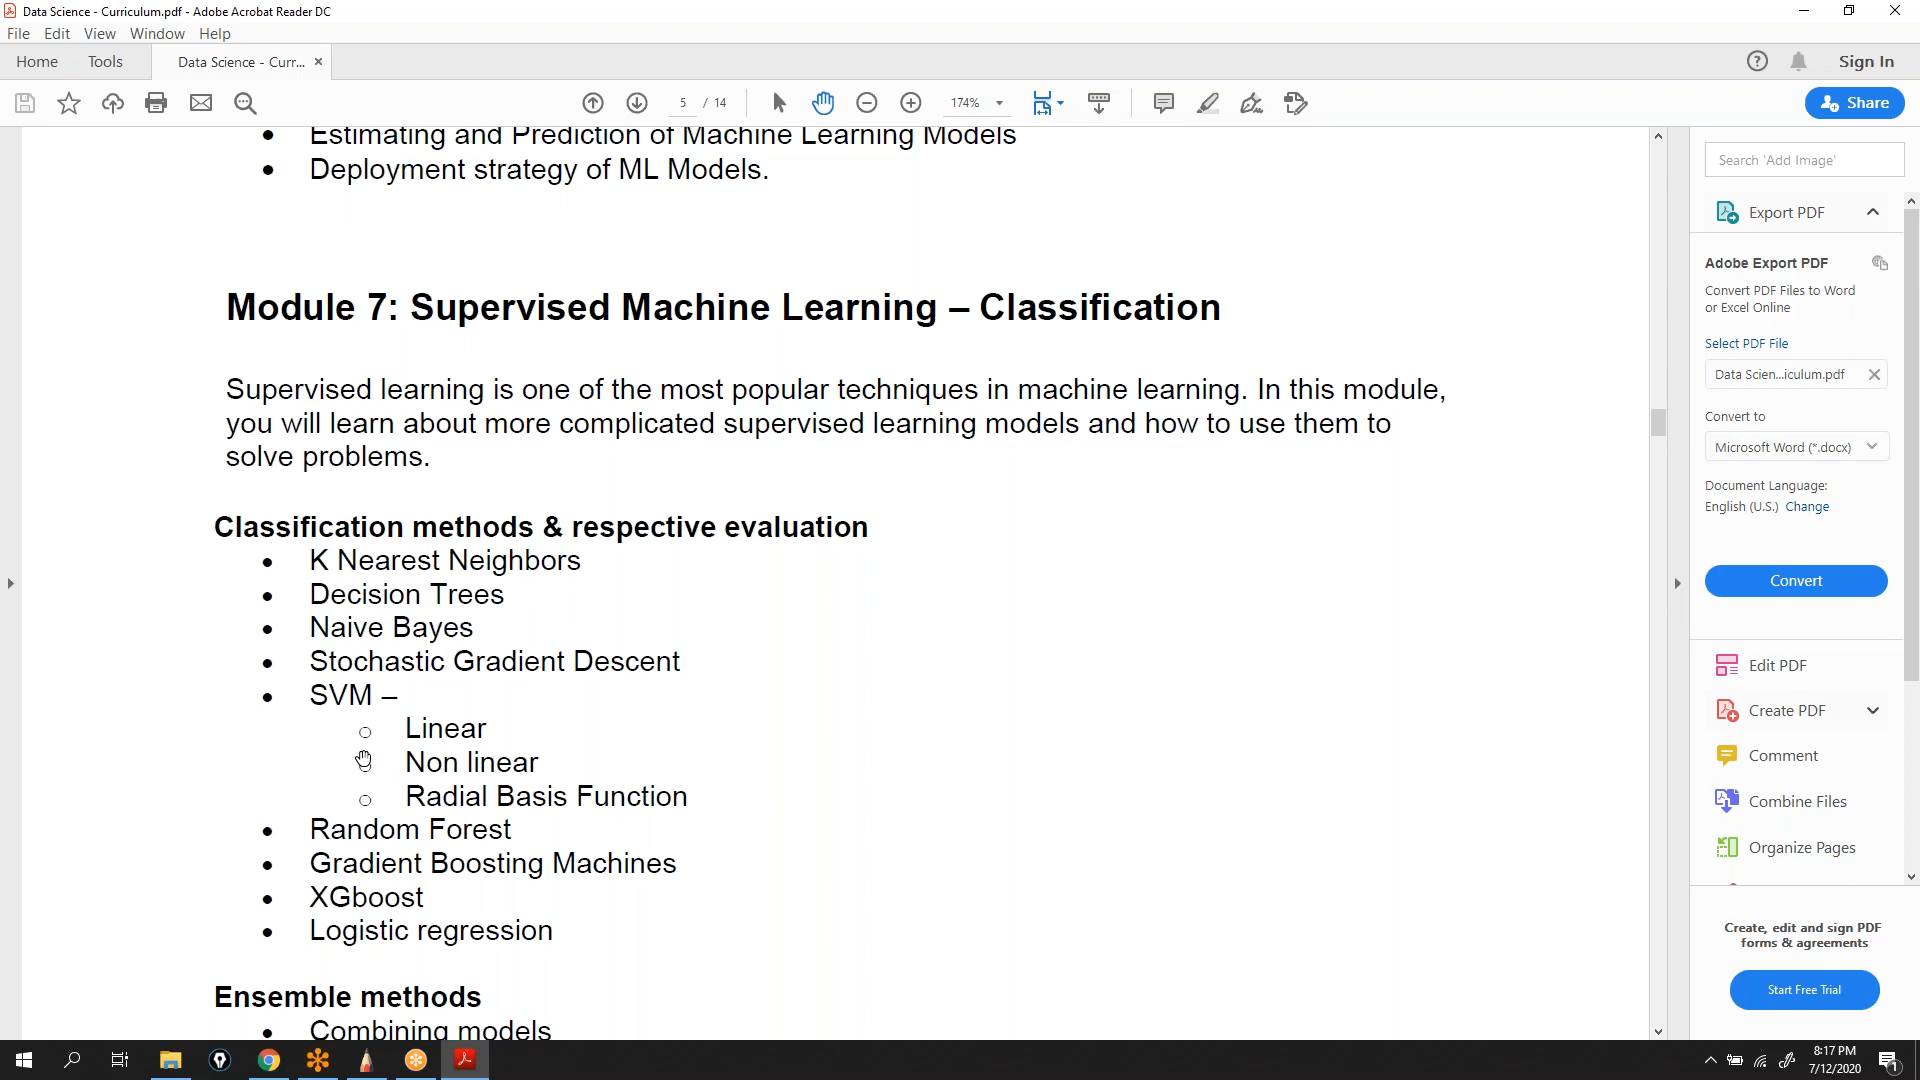 Data Science - Curriculum.pdf - Adobe Acrobat Reader DC
File Edit View Window Help
Home Tools Data Science - Curr... × Sign In
5 / 14 174% Share
Estimating and Prediction of Machine Learning Models
Deployment strategy of ML Models.
Module 7: Supervised Machine Learning – Classification
Supervised learning is one of the most popular techniques in machine learning. In this module,
you will learn about more complicated supervised learning models and how to use them to
solve problems.
Classification methods & respective evaluation
K Nearest Neighbors
Decision Trees
Naive Bayes
Stochastic Gradient Descent
SVM –
Linear
Non linear
Radial Basis Function
Random Forest
Gradient Boosting Machines
XGboost
Logistic regression
Ensemble methods
Combining models
Search 'Add Image'
Export PDF
Adobe Export PDF
Convert PDF Files to Word
or Excel Online
Select PDF File
Data Scien...iculum.pdf
Convert to
Microsoft Word (*.docx)
Document Language:
English (U.S.) Change
Convert
Edit PDF
Create PDF
Comment
Combine Files
Organize Pages
Create, edit and sign PDF
forms & agreements
Start Free Trial
8:17 PM
7/12/2020
1